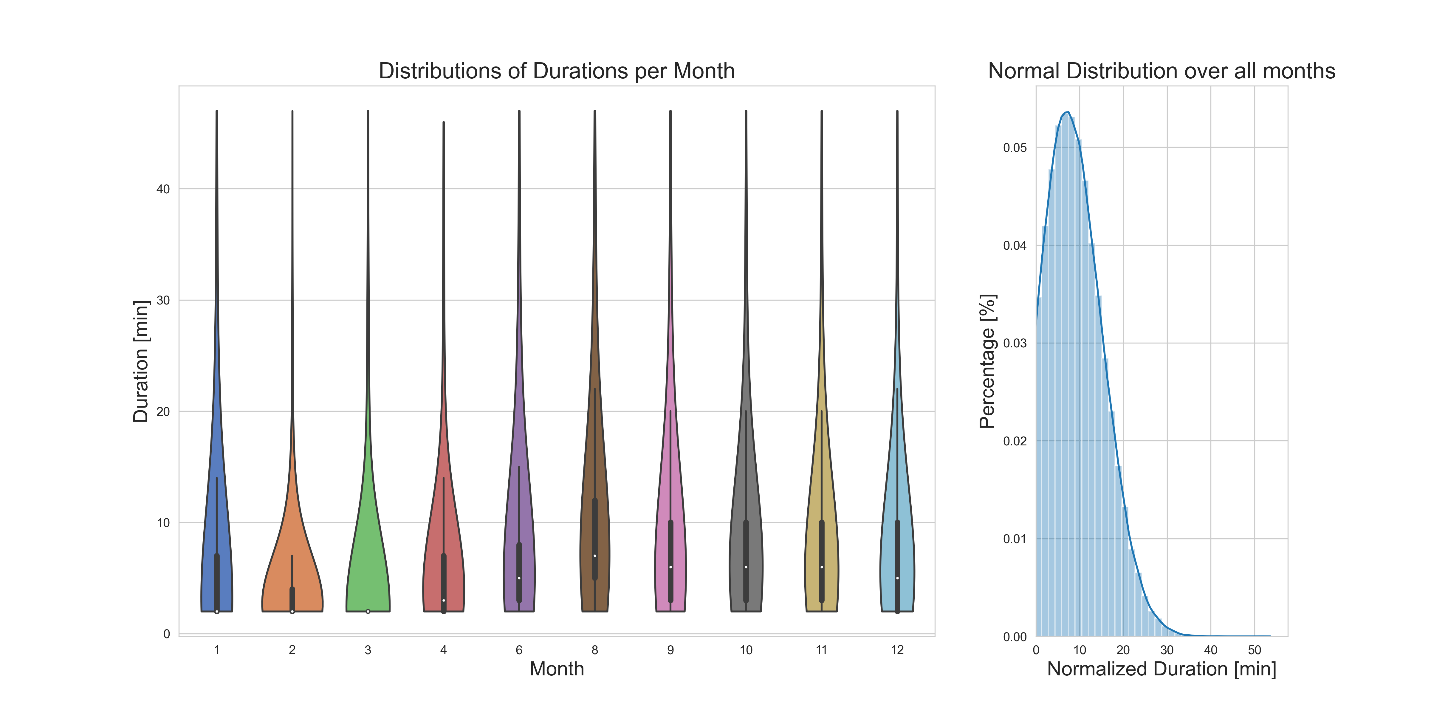 Distributions of Durations per Month
Duration [min]
40
30
20
10
0
1 2 3 4 6 8 9 10 11 12
Month
Normal Distribution over all months
Percentage [%]
0.05
0.04
0.03
0.02
0.01
0.00
0 10 20 30 40 50
Normalized Duration [min]